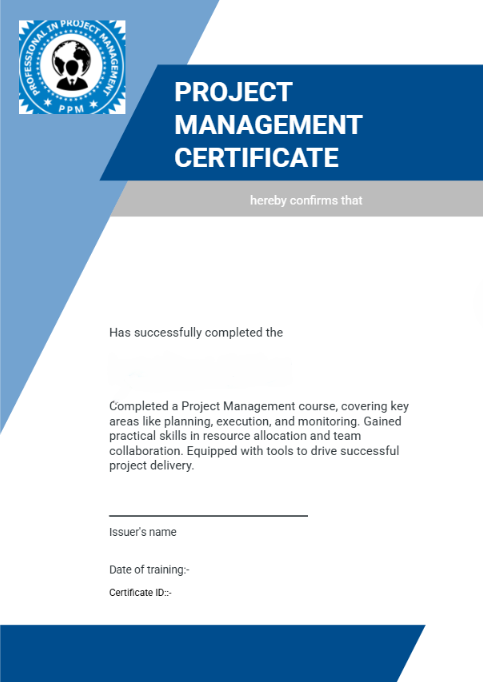 PROFESSIONAL IN PROJECT MANAGEMENT
PPM
PROJECT
MANAGEMENT
CERTIFICATE
hereby confirms that
Has successfully completed the
Completed a Project Management course, covering key
areas like planning, execution, and monitoring. Gained
practical skills in resource allocation and team
collaboration. Equipped with tools to drive successful
project delivery.
Issuer's name
Date of training:-
Certificate ID::-